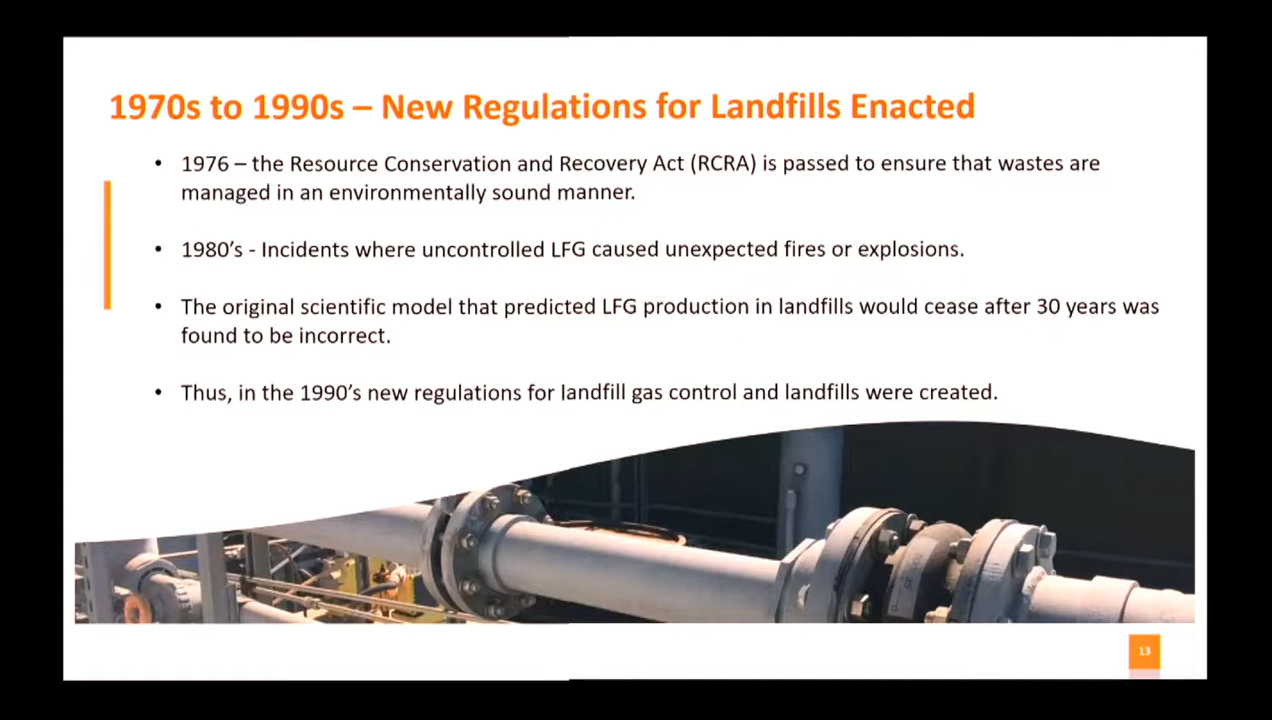 1970s to 1990s – New Regulations for Landfills Enacted
• 1976 – the Resource Conservation and Recovery Act (RCRA) is passed to ensure that wastes are
managed in an environmentally sound manner.
• 1980’s - Incidents where uncontrolled LFG caused unexpected fires or explosions.
• The original scientific model that predicted LFG production in landfills would cease after 30 years was
found to be incorrect.
• Thus, in the 1990’s new regulations for landfill gas control and landfills were created.
13